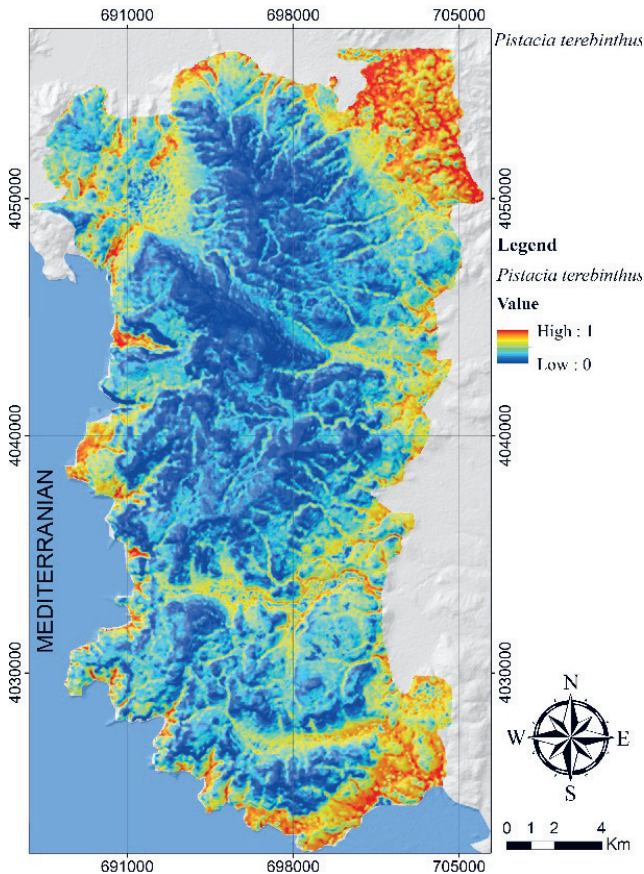 691000 698000 705000
Pistacia terebinthus
4050000 4050000
Legend
Pistacia terebinthus
Value
High : 1
Low : 0
4040000 4040000
MEDITERRANIAN
4030000 4030000
N
W E
S
0 1 2 4
Km
691000 698000 705000